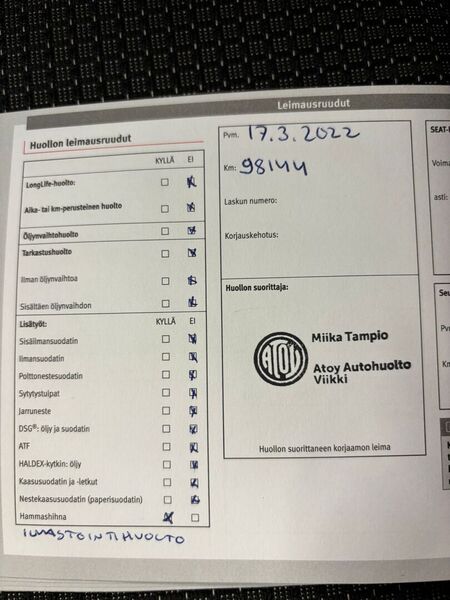 Leimausruudut
Huollon leimausruudut
KYLLÄ EI
LongLife-huolto:
Aika- tai km-perusteinen huolto
Öljynvaihtohuolto
Tarkastushuolto
Ilman öljynvaihtoa
Sisältäen öljynvaihdon
Lisätyöt: KYLLÄ EI
Sisäilmansuodatin
Ilmansuodatin
Polttonestesuodatin
Sytytystulpat
Jarruneste
DSG®: öljy ja suodatin
ATF
HALDEX-kytkin: öljy
Kaasusuodatin ja -letkut
Nestekaasusuodatin (paperisuodatin)
Hammashihna
ILMASTOINTIHUOLTO
Pvm. 17.3.2022
Km: 98144
Laskun numero:
Korjauskehotus:
Huollon suorittaja:
ATOY
Miika Tampio
Atoy Autohuolto
Viikki
Huollon suorittaneen korjaamon leima
SEAT-
Voima
asti:
Seu
Pv
Km